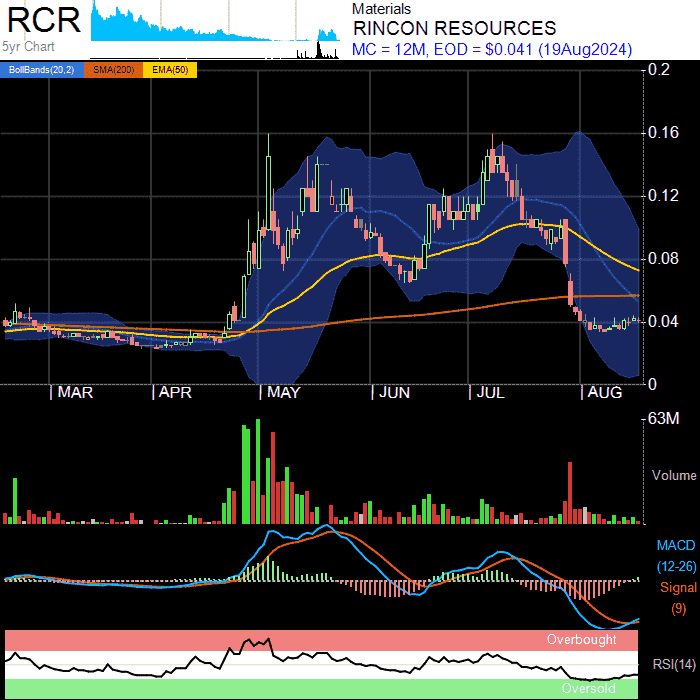 RCR
5yr Chart
Materials
RINCON RESOURCES
MC = 12M, EOD = $0.041 (19Aug2024)
BollBands(20,2) SMA(200) EMA(50)
0.2
0.16
0.12
0.08
0.04
0
MAR APR MAY JUN JUL AUG
63M
Volume
MACD
(12-26)
Signal
(9)
Overbought
RSI(14)
Oversold